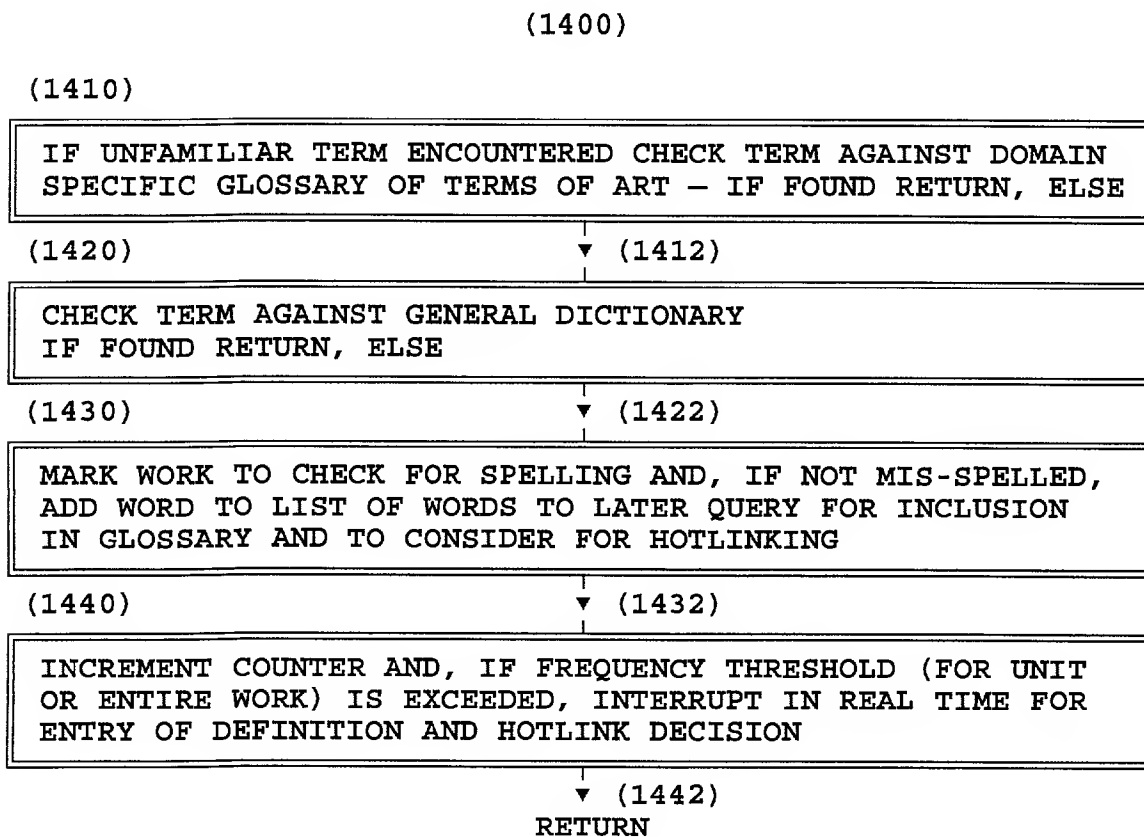 (1400)
(1410)
IF UNFAMILIAR TERM ENCOUNTERED CHECK TERM AGAINST DOMAIN
SPECIFIC GLOSSARY OF TERMS OF ART — IF FOUND RETURN, ELSE
(1420) (1412)
CHECK TERM AGAINST GENERAL DICTIONARY
IF FOUND RETURN, ELSE
(1430) (1422)
MARK WORK TO CHECK FOR SPELLING AND, IF NOT MIS-SPELLED,
ADD WORD TO LIST OF WORDS TO LATER QUERY FOR INCLUSION
IN GLOSSARY AND TO CONSIDER FOR HOTLINKING
(1440) (1432)
INCREMENT COUNTER AND, IF FREQUENCY THRESHOLD (FOR UNIT
OR ENTIRE WORK) IS EXCEEDED, INTERRUPT IN REAL TIME FOR
ENTRY OF DEFINITION AND HOTLINK DECISION
(1442)
RETURN